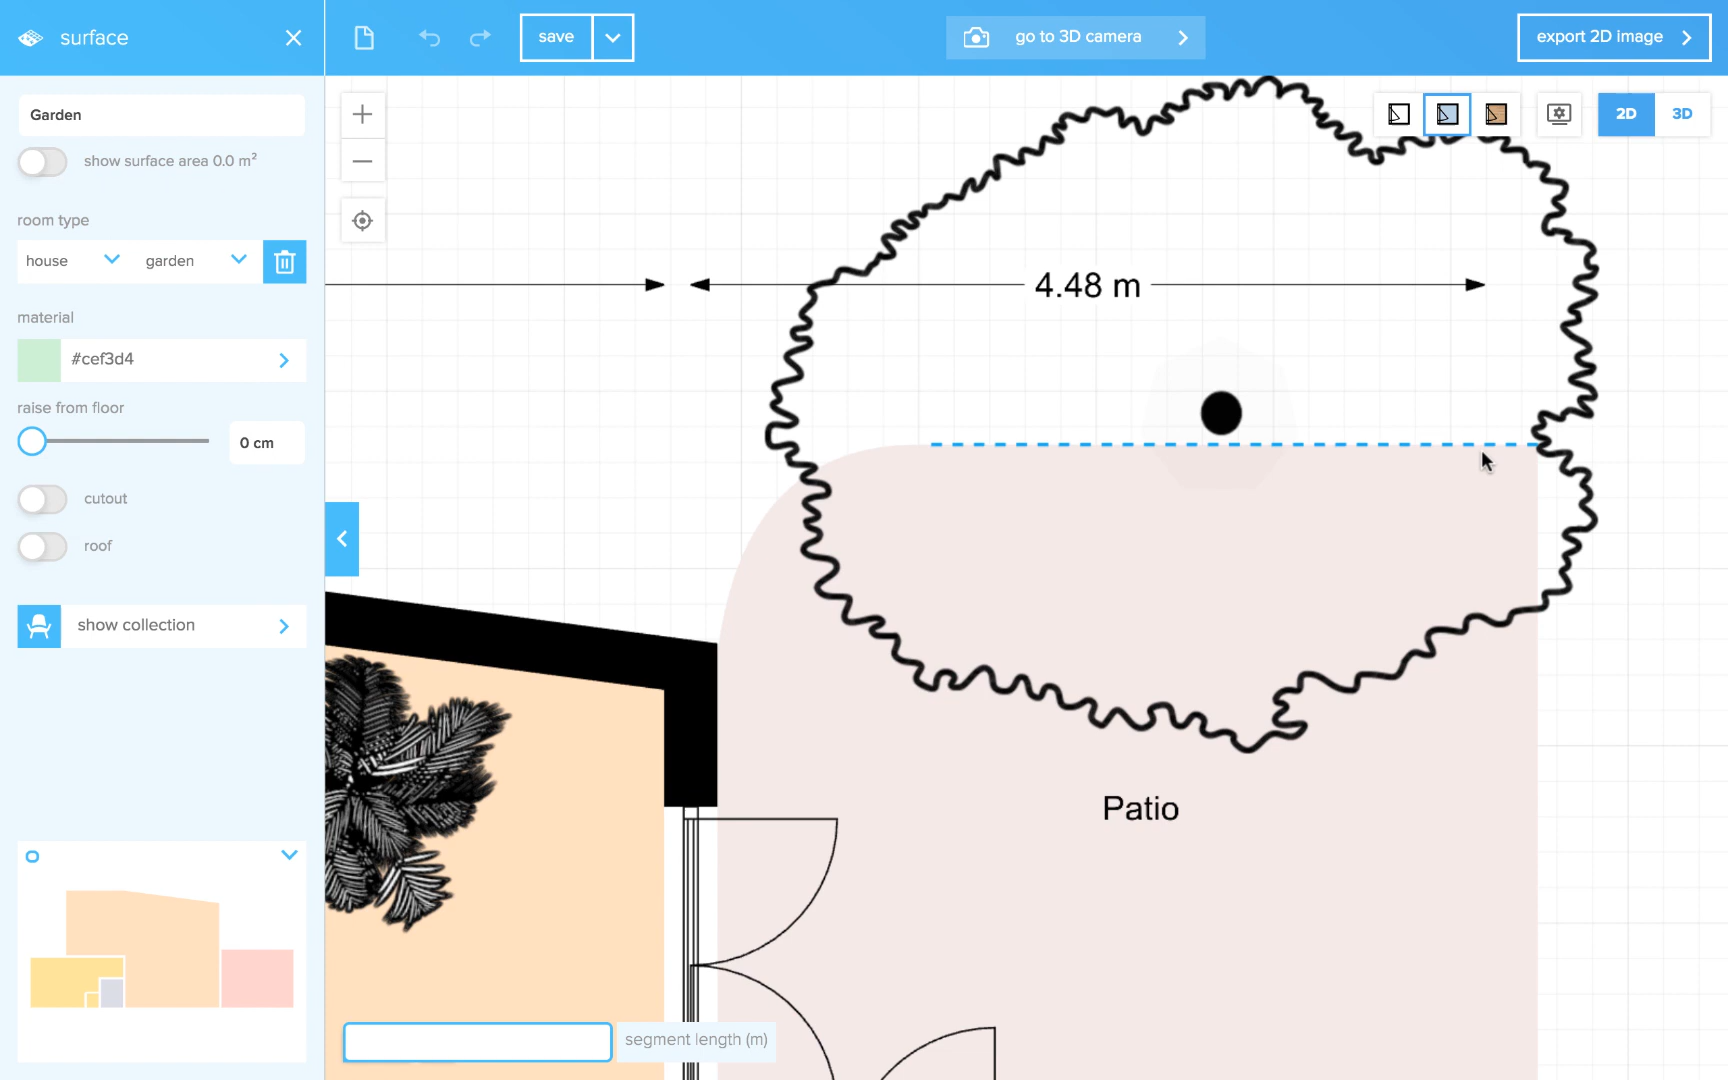 surface
save
go to 3D camera
export 2D image
Garden
2D
3D
show surface area 0.0 m²
room type
house
garden
4.48 m
material
#cef3d4
raise from floor
0 cm
cutout
roof
show collection
Patio
segment length (m)